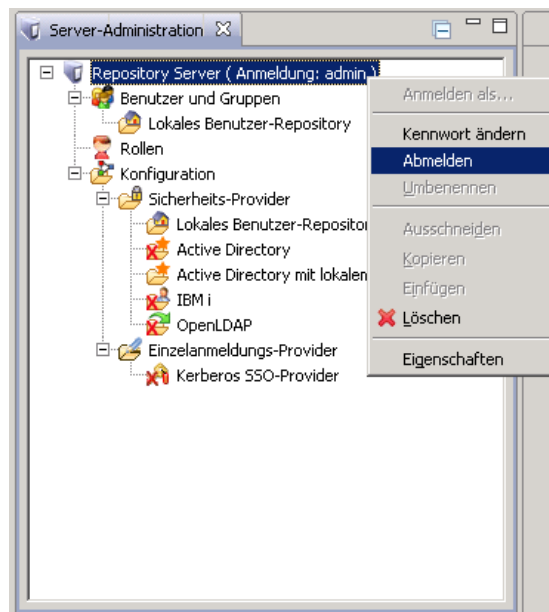 Server-Administration
Repository Server ( Anmeldung: admin )
Benutzer und Gruppen
Lokales Benutzer-Repository
Rollen
Konfiguration
Sicherheits-Provider
Lokales Benutzer-Repositor
Active Directory
Active Directory mit lokalen
IBM i
OpenLDAP
Einzelanmeldungs-Provider
Kerberos SSO-Provider
Anmelden als...
Kennwort ändern
Abmelden
Umbenennen
Ausschneiden
Kopieren
Einfügen
Löschen
Eigenschaften